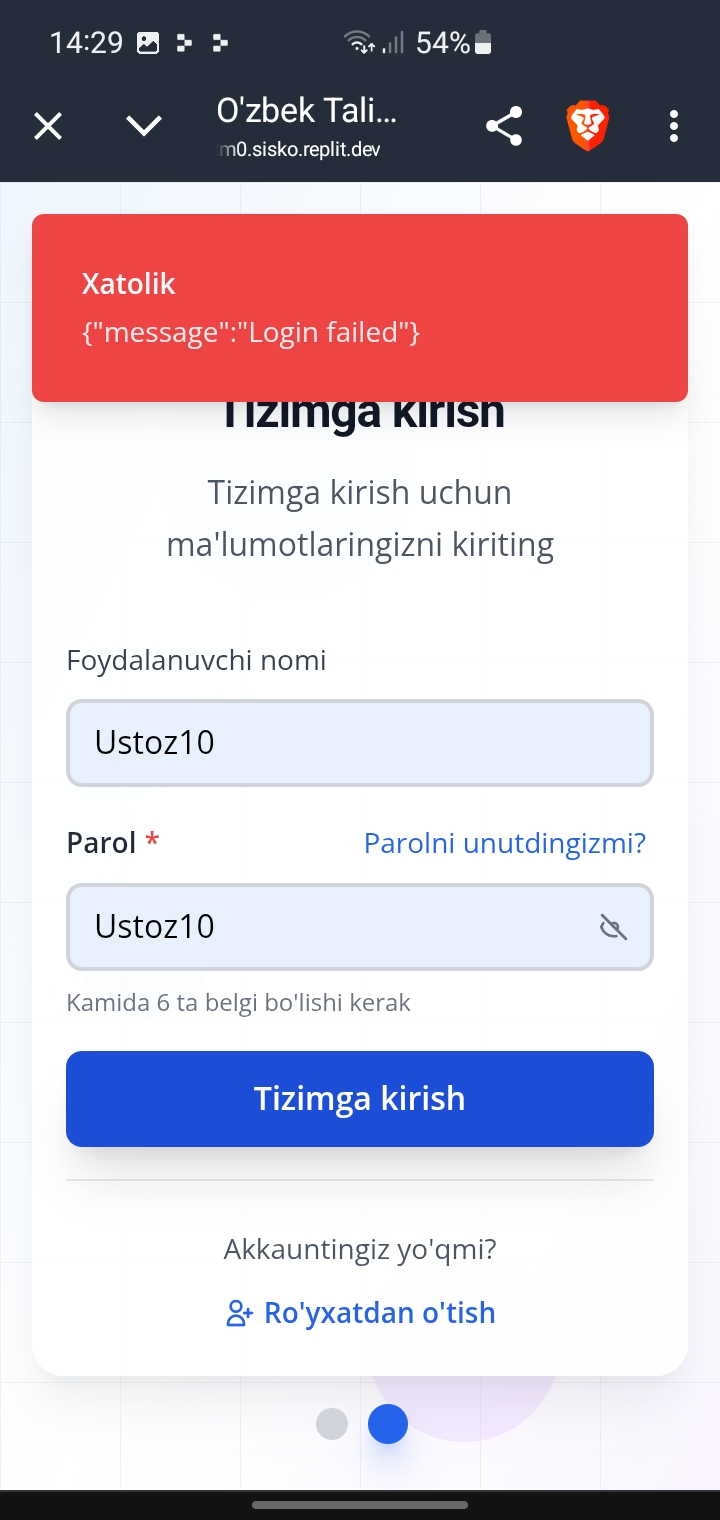 14:29
54%
O'zbek Tali...
m0.sisko.replit.dev
Xatolik
{"message":"Login failed"}
Tizimga kirish
Tizimga kirish uchun
ma'lumotlaringizni kiriting
Foydalanuvchi nomi
Ustoz10
Parol * Parolni unutdingizmi?
Ustoz10
Kamida 6 ta belgi bo'lishi kerak
Tizimga kirish
Akkauntingiz yo'qmi?
Ro'yxatdan o'tish